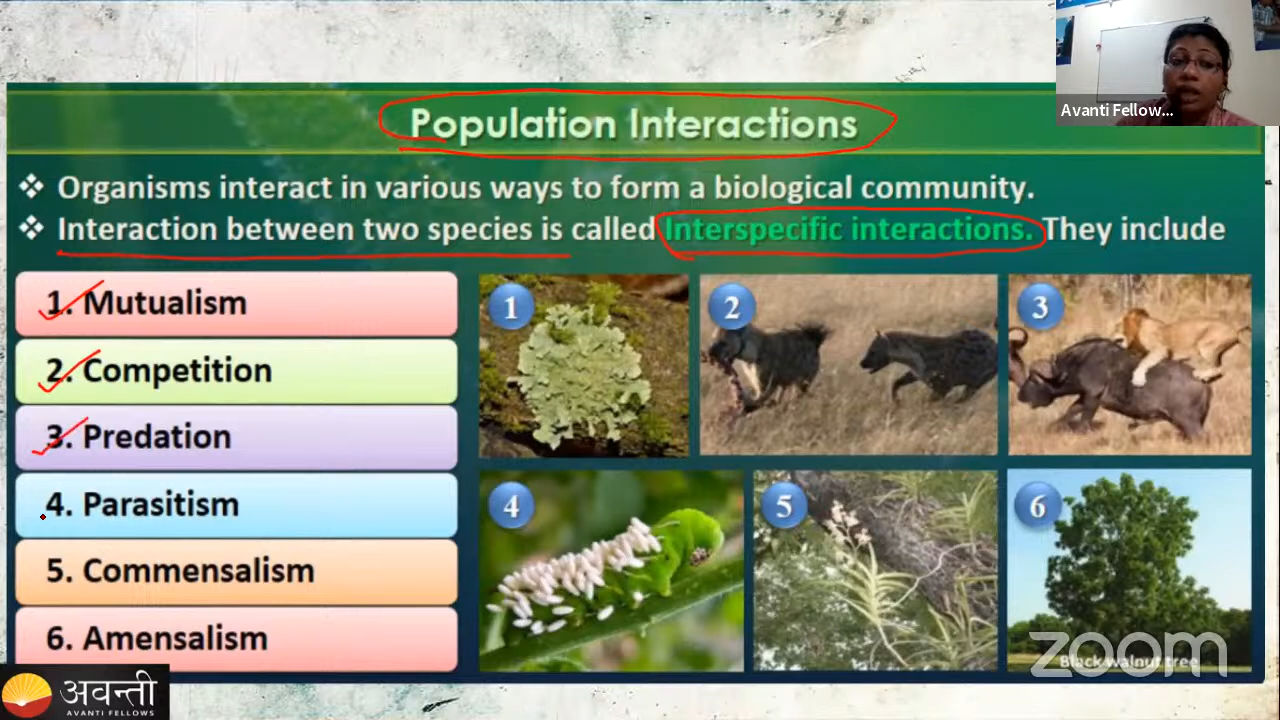 Avanti Fellow...
Population Interactions
❖ Organisms interact in various ways to form a biological community.
❖ Interaction between two species is called Interspecific interactions. They include
1. Mutualism
2. Competition
3. Predation
4. Parasitism
5. Commensalism
6. Amensalism
1
2
3
4
5
6
Black walnut tree
zoom
अवन्ती
AVANTI FELLOWS